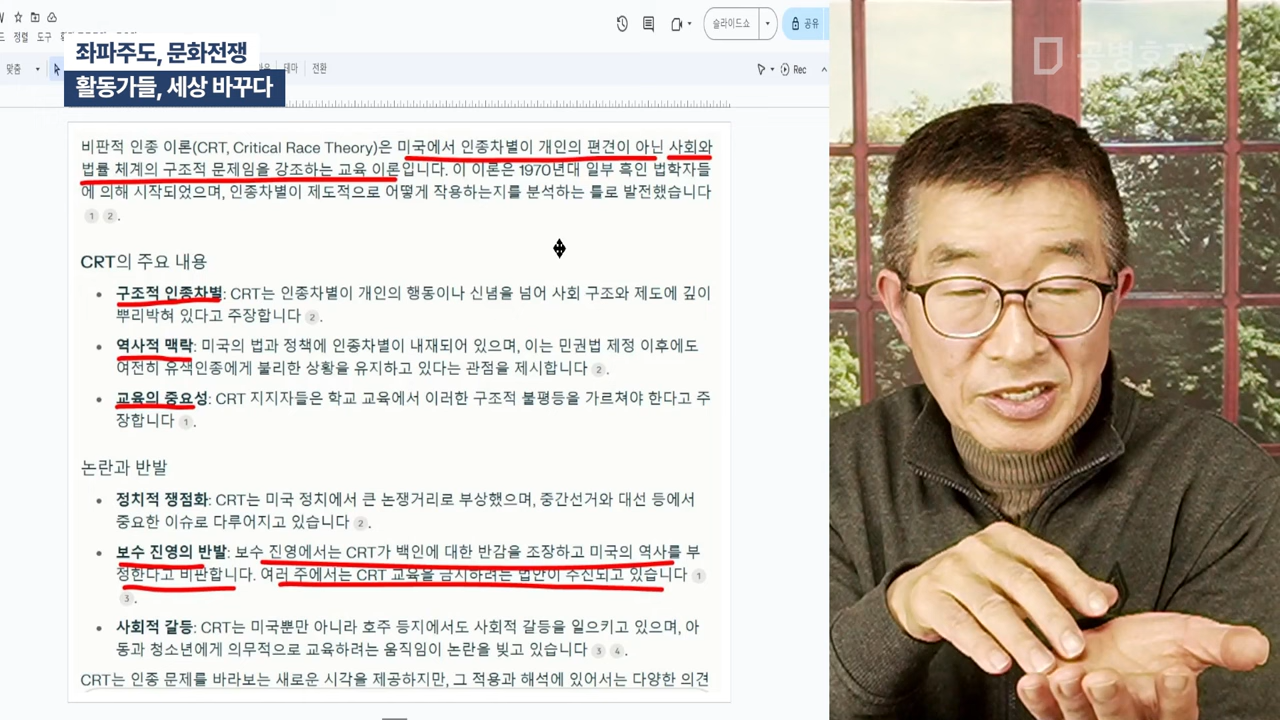 좌파주도, 문화전쟁
활동가들, 세상 바꾸다
정렬 도구
슬라이드쇼
공유
맞춤
테마 전환
Rec
공병호TV
비판적 인종 이론(CRT, Critical Race Theory)은 미국에서 인종차별이 개인의 편견이 아닌 사회와
법률 체계의 구조적 문제임을 강조하는 교육 이론입니다. 이 이론은 1970년대 일부 흑인 법학자들
에 의해 시작되었으며, 인종차별이 제도적으로 어떻게 작용하는지를 분석하는 틀로 발전했습니다
1 2.
CRT의 주요 내용
• 구조적 인종차별: CRT는 인종차별이 개인의 행동이나 신념을 넘어 사회 구조와 제도에 깊이
뿌리박혀 있다고 주장합니다 2.
• 역사적 맥락: 미국의 법과 정책에 인종차별이 내재되어 있으며, 이는 민권법 제정 이후에도
여전히 유색인종에게 불리한 상황을 유지하고 있다는 관점을 제시합니다 2.
• 교육의 중요성: CRT 지지자들은 학교 교육에서 이러한 구조적 불평등을 가르쳐야 한다고 주
장합니다 1.
논란과 반발
• 정치적 쟁점화: CRT는 미국 정치에서 큰 논쟁거리로 부상했으며, 중간선거와 대선 등에서
중요한 이슈로 다루어지고 있습니다 2.
• 보수 진영의 반발: 보수 진영에서는 CRT가 백인에 대한 반감을 조장하고 미국의 역사를 부
정한다고 비판합니다. 여러 주에서는 CRT 교육을 금지하려는 법안이 추진되고 있습니다 1
3.
• 사회적 갈등: CRT는 미국뿐만 아니라 호주 등지에서도 사회적 갈등을 일으키고 있으며, 아
동과 청소년에게 의무적으로 교육하려는 움직임이 논란을 빚고 있습니다 3 4.
CRT는 인종 문제를 바라보는 새로운 시각을 제공하지만, 그 적용과 해석에 있어서는 다양한 의견